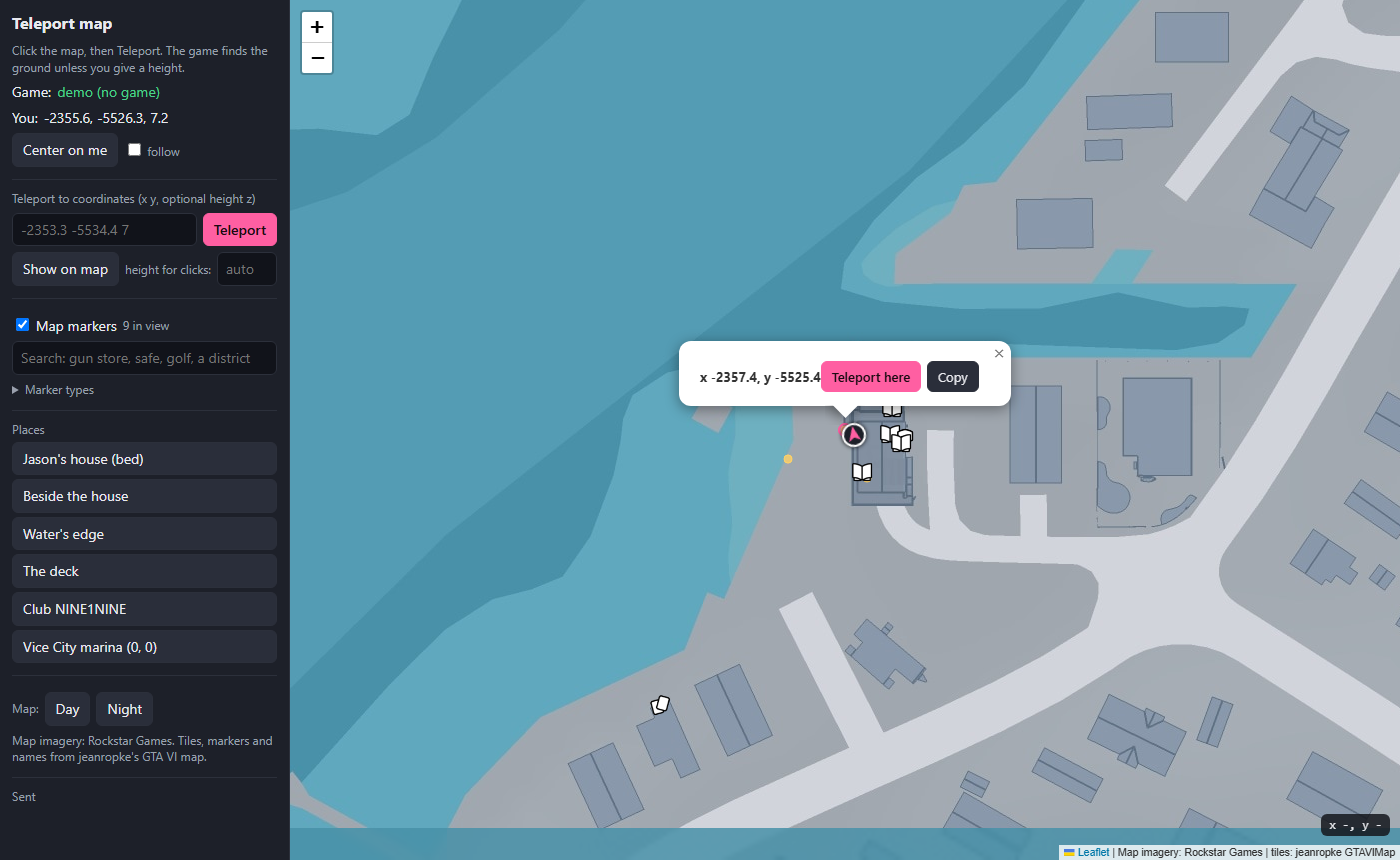 Teleport map
Click the map, then Teleport. The game finds the
ground unless you give a height.
Game: demo (no game)
You: -2355.6, -5526.3, 7.2
Center on me
follow
Teleport to coordinates (x y, optional height z)
-2353.3 -5534.4 7
Teleport
Show on map
height for clicks:
auto
Map markers 9 in view
Search: gun store, safe, golf, a district
Marker types
Places
Jason's house (bed)
Beside the house
Water's edge
The deck
Club NINE1NINE
Vice City marina (0, 0)
Map:
Day
Night
Map imagery: Rockstar Games. Tiles, markers and
names from jeanropke's GTA VI map.
Sent
+
−
x -2357.4, y -5525.4
Teleport here
Copy
×
x -, y -
Leaflet | Map imagery: Rockstar Games | tiles: jeanropke GTAVIMap